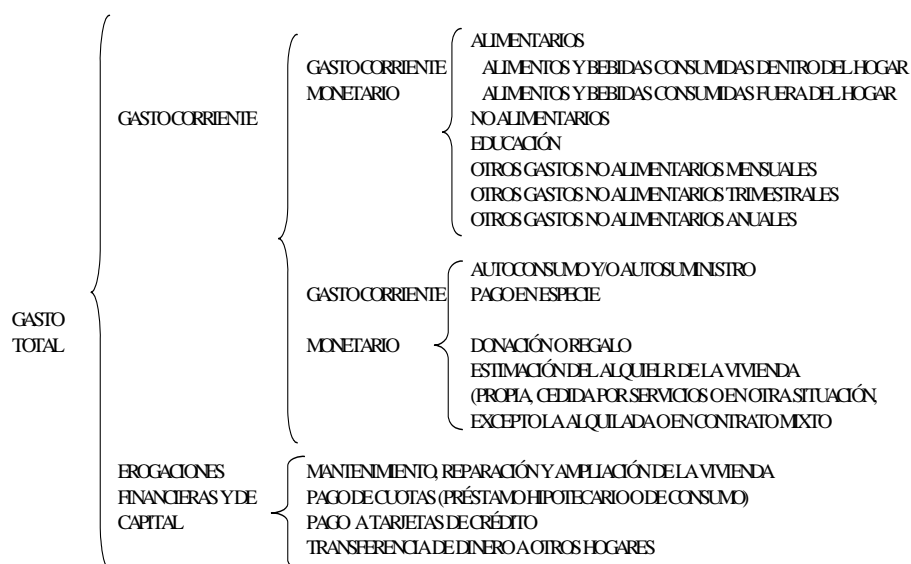 GASTO
TOTAL
GASTO CORRIENTE
GASTO CORRIENTE
MONETARIO
ALIMENTARIOS
ALIMENTOS Y BEBIDAS CONSUMIDAS DENTRO DEL HOGAR
ALIMENTOS Y BEBIDAS CONSUMIDAS FUERA DEL HOGAR
NO ALIMENTARIOS
EDUCACIÓN
OTROS GASTOS NO ALIMENTARIOS MENSUALES
OTROS GASTOS NO ALIMENTARIOS TRIMESTRALES
OTROS GASTOS NO ALIMENTARIOS ANUALES
GASTO CORRIENTE
MONETARIO
AUTOCONSUMO Y/O AUTOSUMINISTRO
PAGO EN ESPECIE
DONACIÓN O REGALO
ESTIMACIÓN DEL ALQUIELR DE LA VIVIENDA
(PROPIA, CEDIDA POR SERVICIOS O EN OTRA SITUACIÓN,
EXCEPTO LA ALQUILADA O EN CONTRATO MIXTO
EROGACIONES
FINANCIERAS Y DE
CAPITAL
MANTENIMIENTO, REPARACIÓN Y AMPLIACIÓN DE LA VIVIENDA
PAGO DE CUOTAS (PRÉSTAMO HIPOTECARIO O DE CONSUMO)
PAGO A TARJETAS DE CRÉDITO
TRANSFERENCIA DE DINERO A OTROS HOGARES